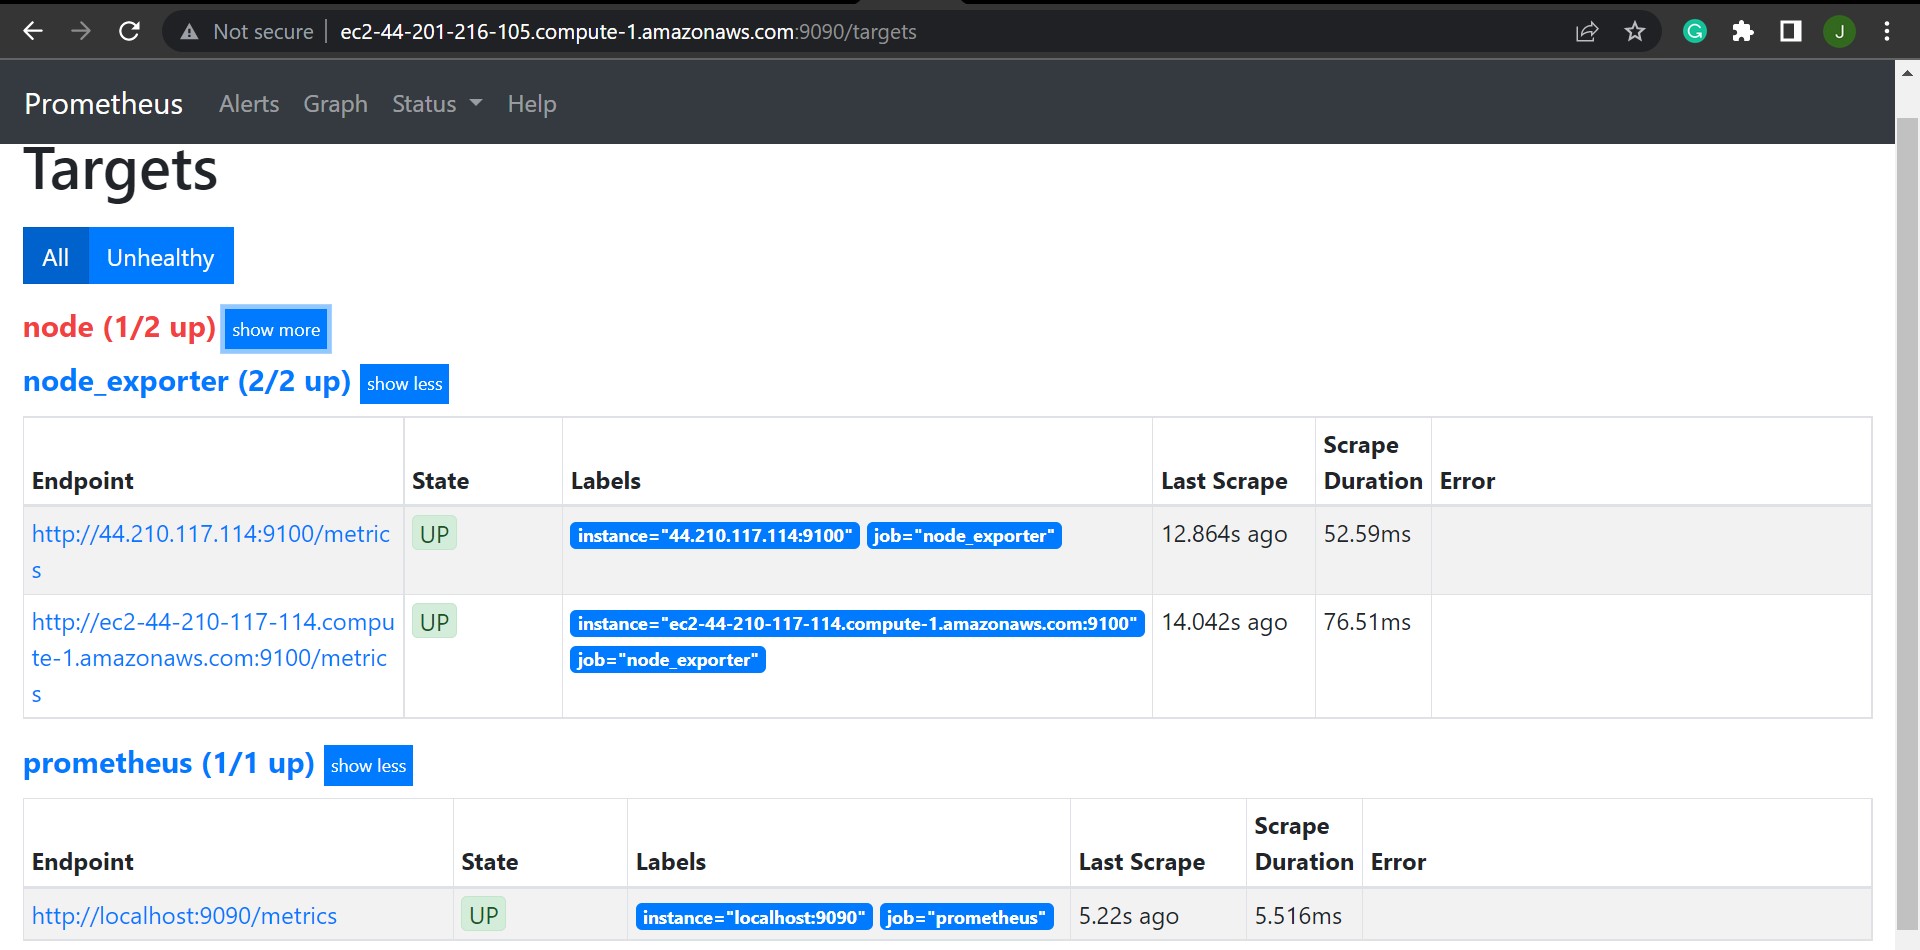 Not secure ec2-44-201-216-105.compute-1.amazonaws.com:9090/targets
G
J
Prometheus Alerts Graph Status Help
Targets
All Unhealthy
node (1/2 up) show more
node_exporter (2/2 up) show less
Endpoint State Labels Last Scrape Scrape Duration Error
http://44.210.117.114:9100/metric
s
UP
instance="44.210.117.114:9100" job="node_exporter"
12.864s ago
52.59ms
http://ec2-44-210-117-114.compu
te-1.amazonaws.com:9100/metric
s
UP
instance="ec2-44-210-117-114.compute-1.amazonaws.com:9100"
job="node_exporter"
14.042s ago
76.51ms
prometheus (1/1 up) show less
Endpoint State Labels Last Scrape Scrape Duration Error
http://localhost:9090/metrics UP instance="localhost:9090" job="prometheus" 5.22s ago 5.516ms